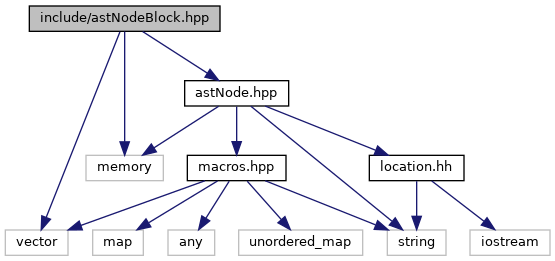 include/astNodeBlock.hpp
astNode.hpp
memory
macros.hpp
location.hh
vector
map
any
unordered_map
string
iostream